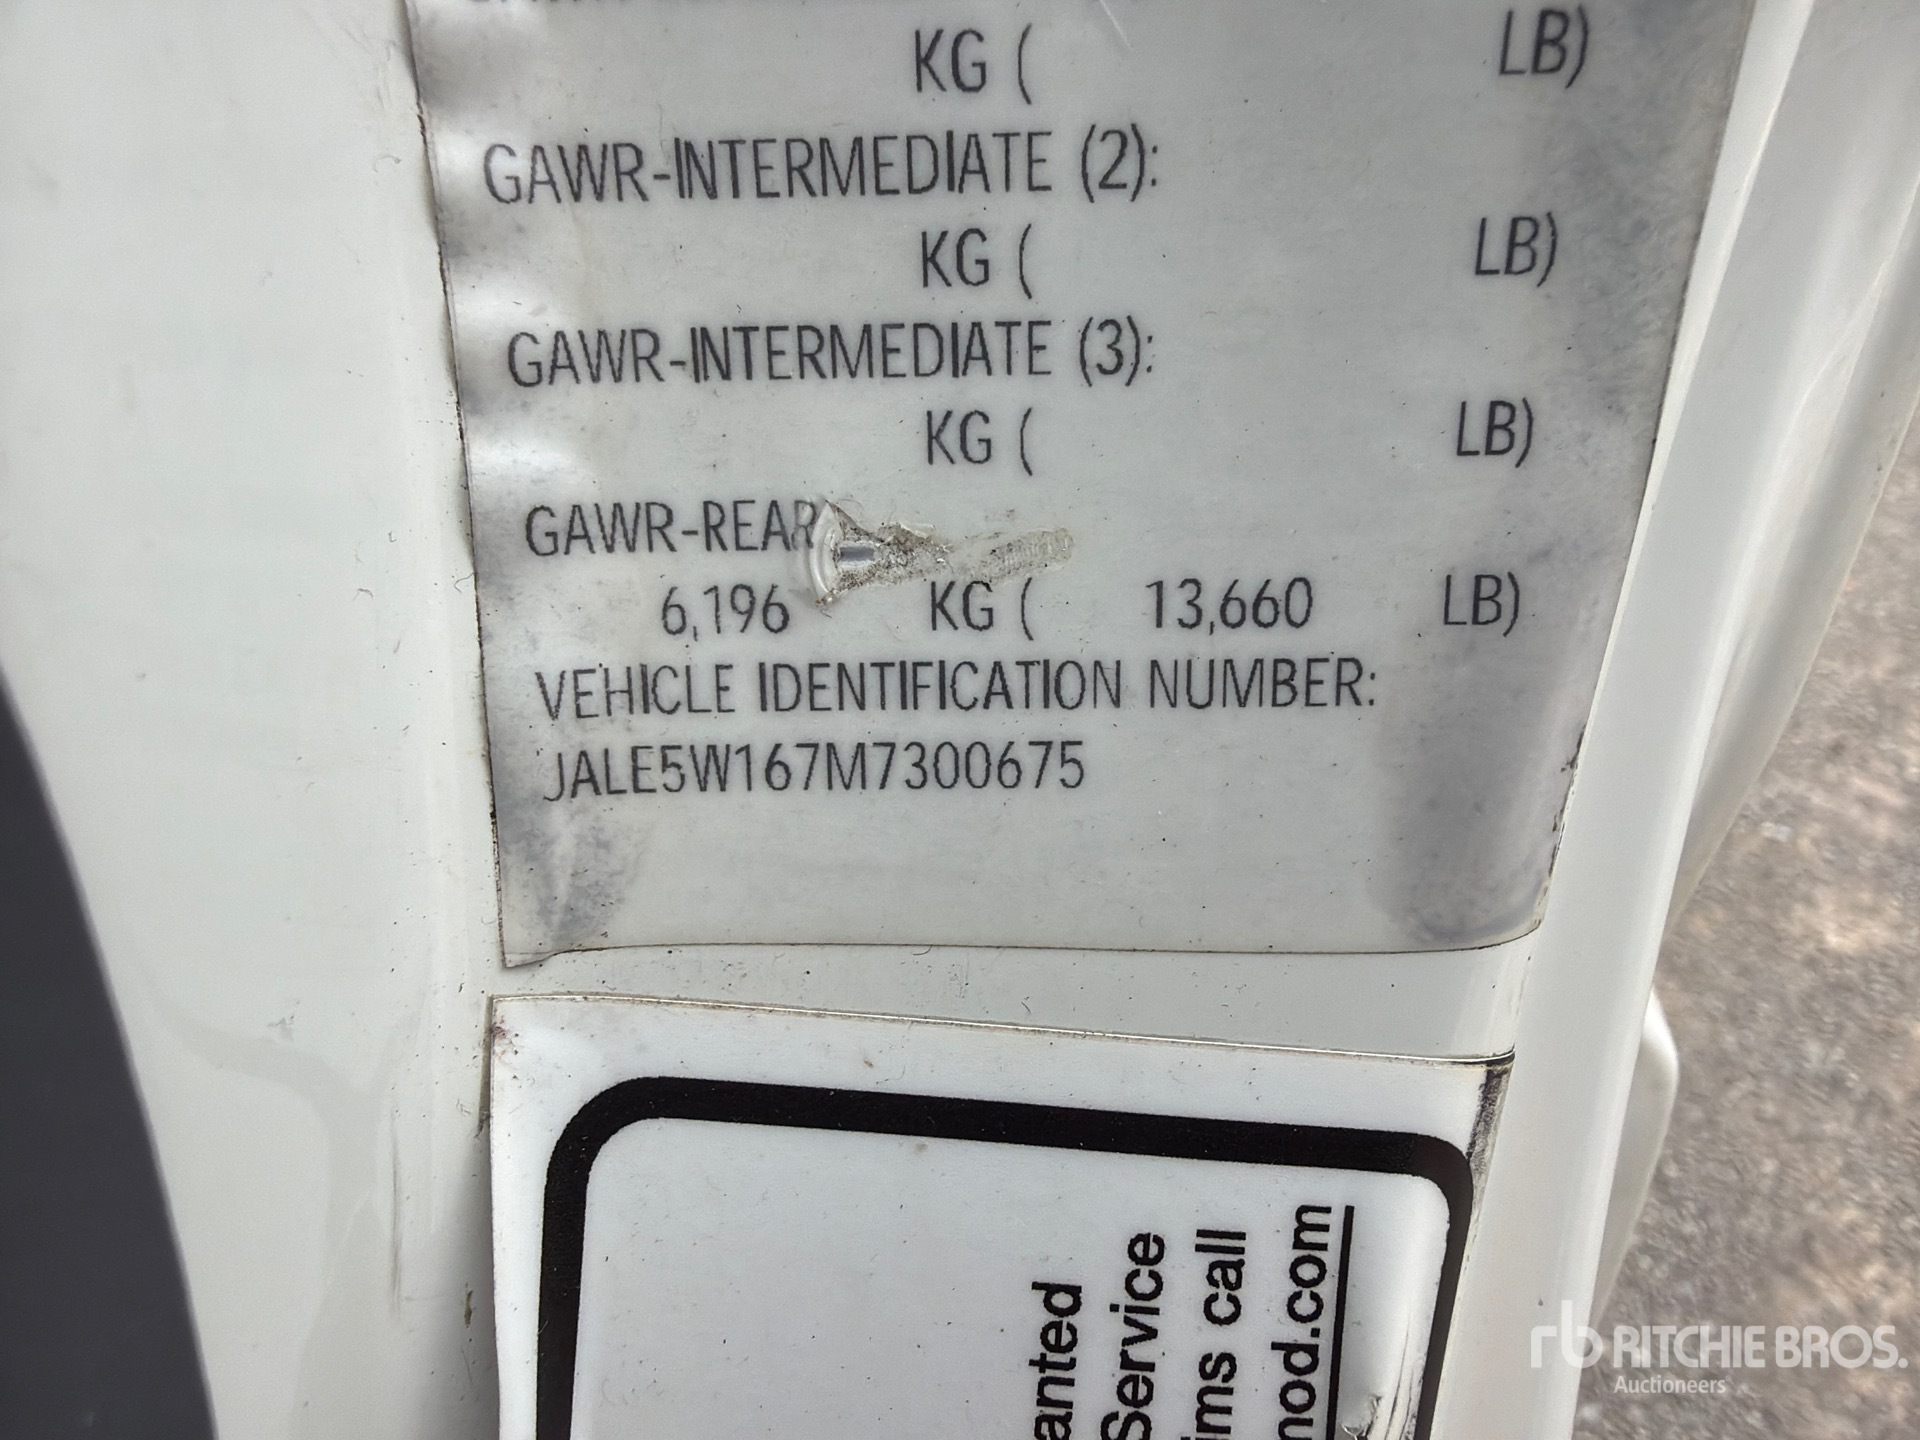 KG ( LB)
GAWR-INTERMEDIATE (2):
KG ( LB)
GAWR-INTERMEDIATE (3):
KG ( LB)
GAWR-REAR
6,196 KG ( 13,660 LB)
VEHICLE IDENTIFICATION NUMBER:
JALE5W167M7300675
anted
Service
ims call
nod.com
rb RITCHIE BROS.
Auctioneers